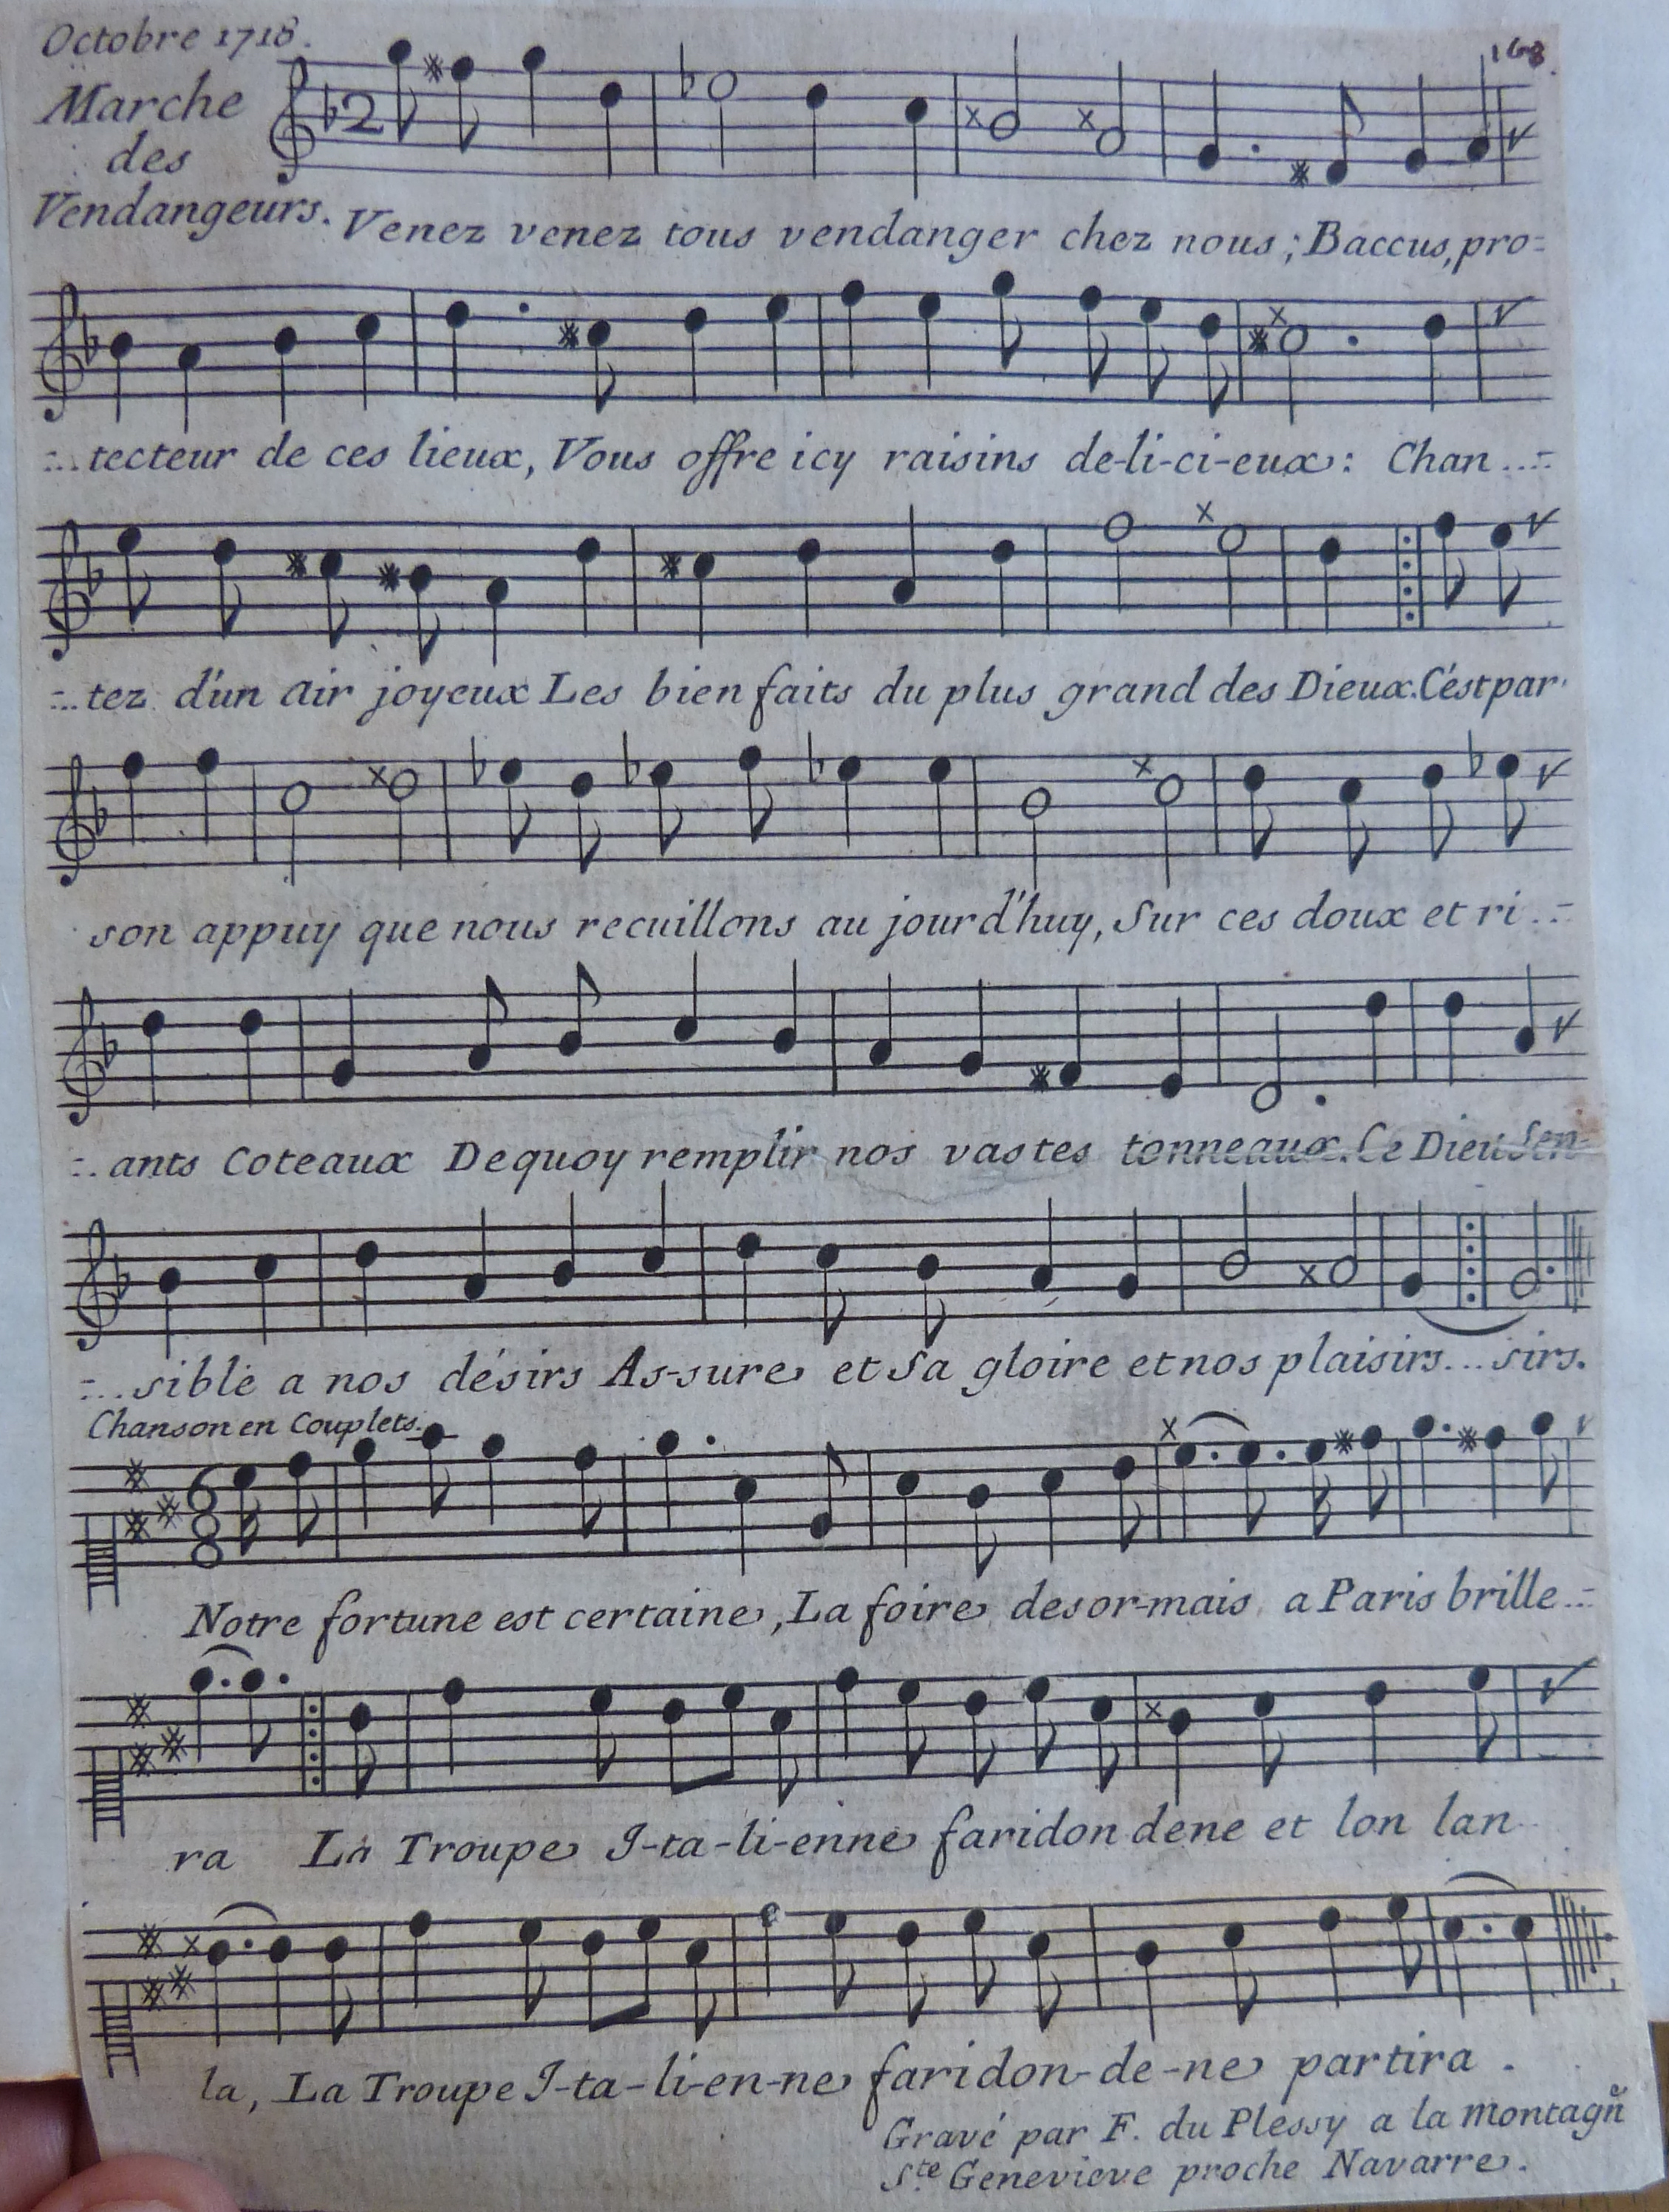 Octobre 1718.
168.
Marche
des
Vendangeurs.
2
Venez venez tous vendanger chez nous; Baccus, pro=
=...tecteur de ces lieux, Vous offre icy raisins de-li-ci-eux: Chan...=
=...tez d'un air joyeux Les bien faits du plus grand des Dieux. C'est par
son appuy que nous recuillons au jourd'huy, Sur ces doux et ri..=
=..ants Coteaux Dequoy remplir nos vastes tonneaux. Ce Dieu Sen=
=...sible a nos désirs As-sure et Sa gloire et nos plaisirs...sirs.
Chanson en Couplets.
6
8
Notre fortune est certaine, La foire desor-mais a Paris brille..=
ra La Troupe I-ta-li-enne faridon dene et lon lan
la, La Troupe I-ta-li-en-ne faridon-de-ne partira.
Gravé par F. du Plessy a la montagñ
Ste. Genevieve proche Navarre.